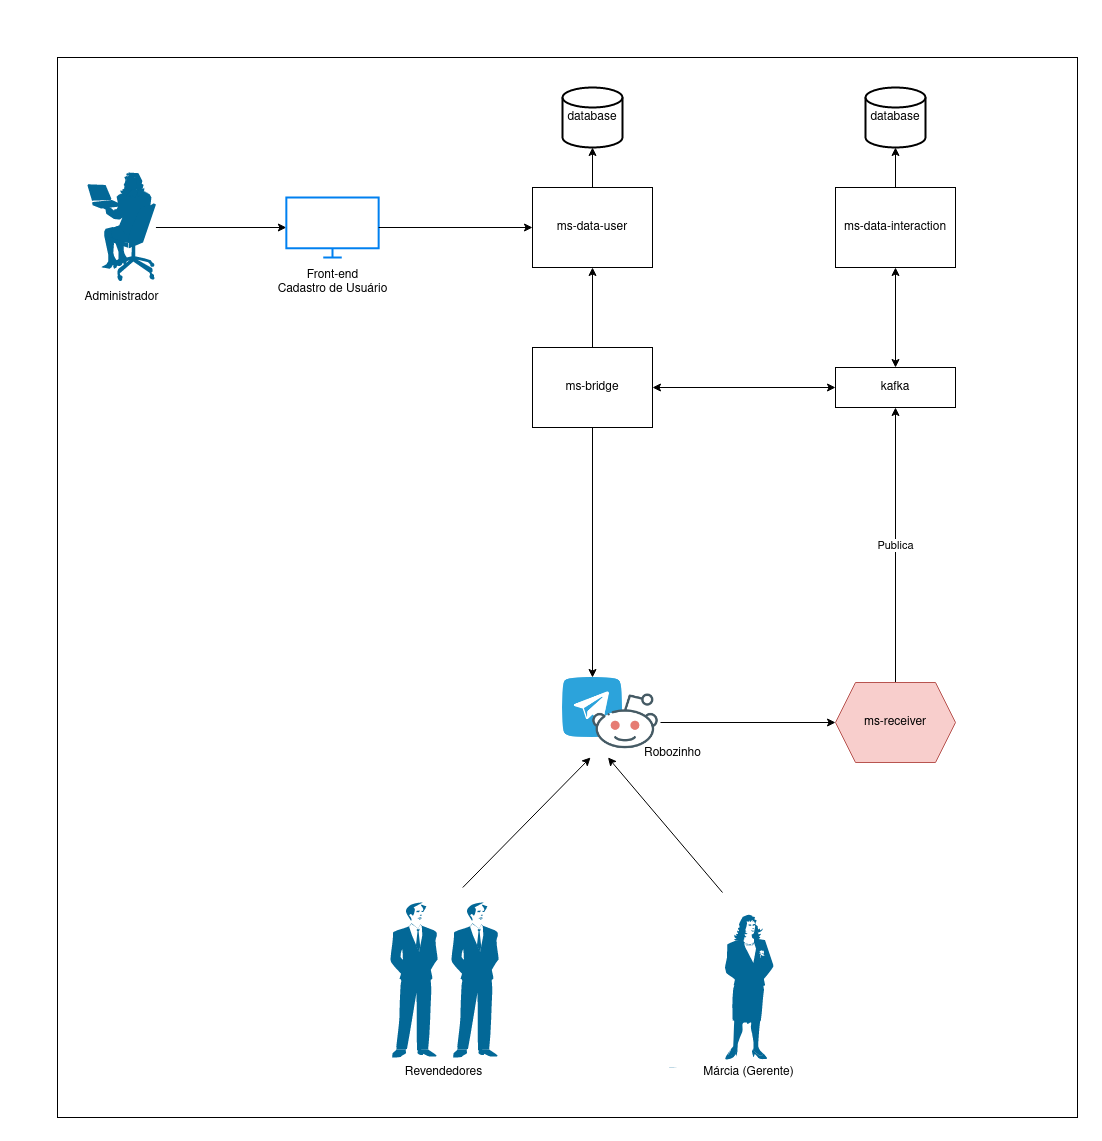 database
database
ms-data-user
ms-data-interaction
Administrador
Front-end
Cadastro de Usuário
ms-bridge
kafka
Publica
ms-receiver
Robozinho
Revendedores
Márcia (Gerente)